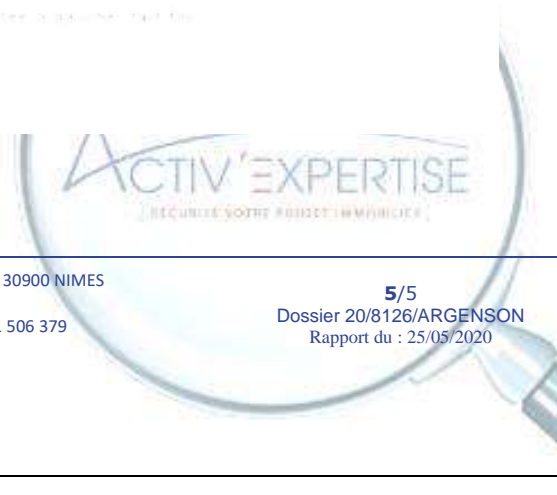 ACTIV'EXPERTISE
SÉCURISE VOTRE PROJET IMMOBILIER
30900 NIMES
506 379
5/5
Dossier 20/8126/ARGENSON
Rapport du : 25/05/2020